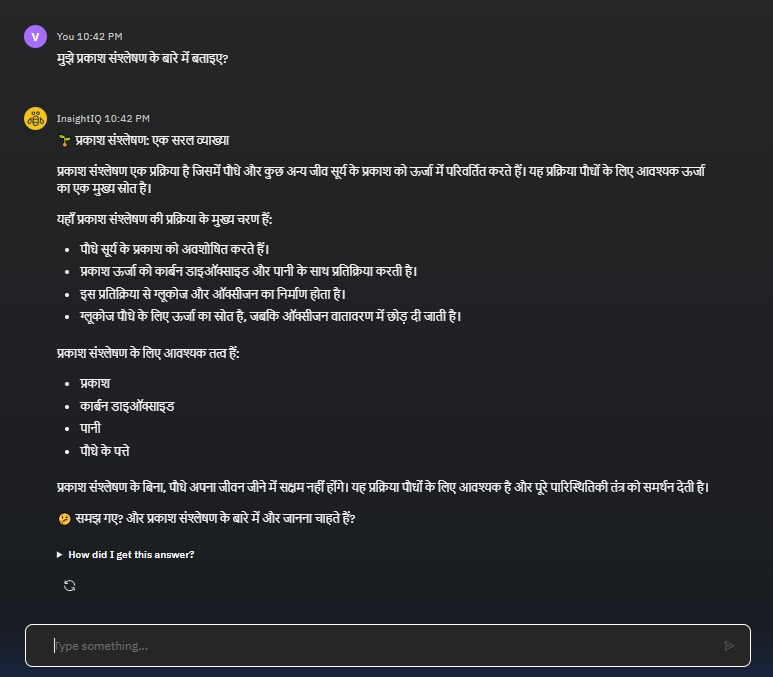 V
You 10:42 PM
मुझे प्रकाश संश्लेषण के बारे में बताइए?
InsightIQ 10:42 PM
🌱 प्रकाश संश्लेषण: एक सरल व्याख्या
प्रकाश संश्लेषण एक प्रक्रिया है जिसमें पौधे और कुछ अन्य जीव सूर्य के प्रकाश को ऊर्जा में परिवर्तित करते हैं। यह प्रक्रिया पौधों के लिए आवश्यक ऊर्जा
का एक मुख्य स्रोत है।
यहाँ प्रकाश संश्लेषण की प्रक्रिया के मुख्य चरण हैं:
• पौधे सूर्य के प्रकाश को अवशोषित करते हैं।
• प्रकाश ऊर्जा को कार्बन डाइऑक्साइड और पानी के साथ प्रतिक्रिया करती है।
• इस प्रतिक्रिया से ग्लूकोज और ऑक्सीजन का निर्माण होता है।
• ग्लूकोज पौधे के लिए ऊर्जा का स्रोत है, जबकि ऑक्सीजन वातावरण में छोड़ दी जाती है।
प्रकाश संश्लेषण के लिए आवश्यक तत्व हैं:
• प्रकाश
• कार्बन डाइऑक्साइड
• पानी
• पौधे के पत्ते
प्रकाश संश्लेषण के बिना, पौधे अपना जीवन जीने में सक्षम नहीं होंगे। यह प्रक्रिया पौधों के लिए आवश्यक है और पूरे पारिस्थितिकी तंत्र को समर्थन देती है।
🤔 समझ गए? और प्रकाश संश्लेषण के बारे में और जानना चाहते हैं?
How did I get this answer?
Type something...